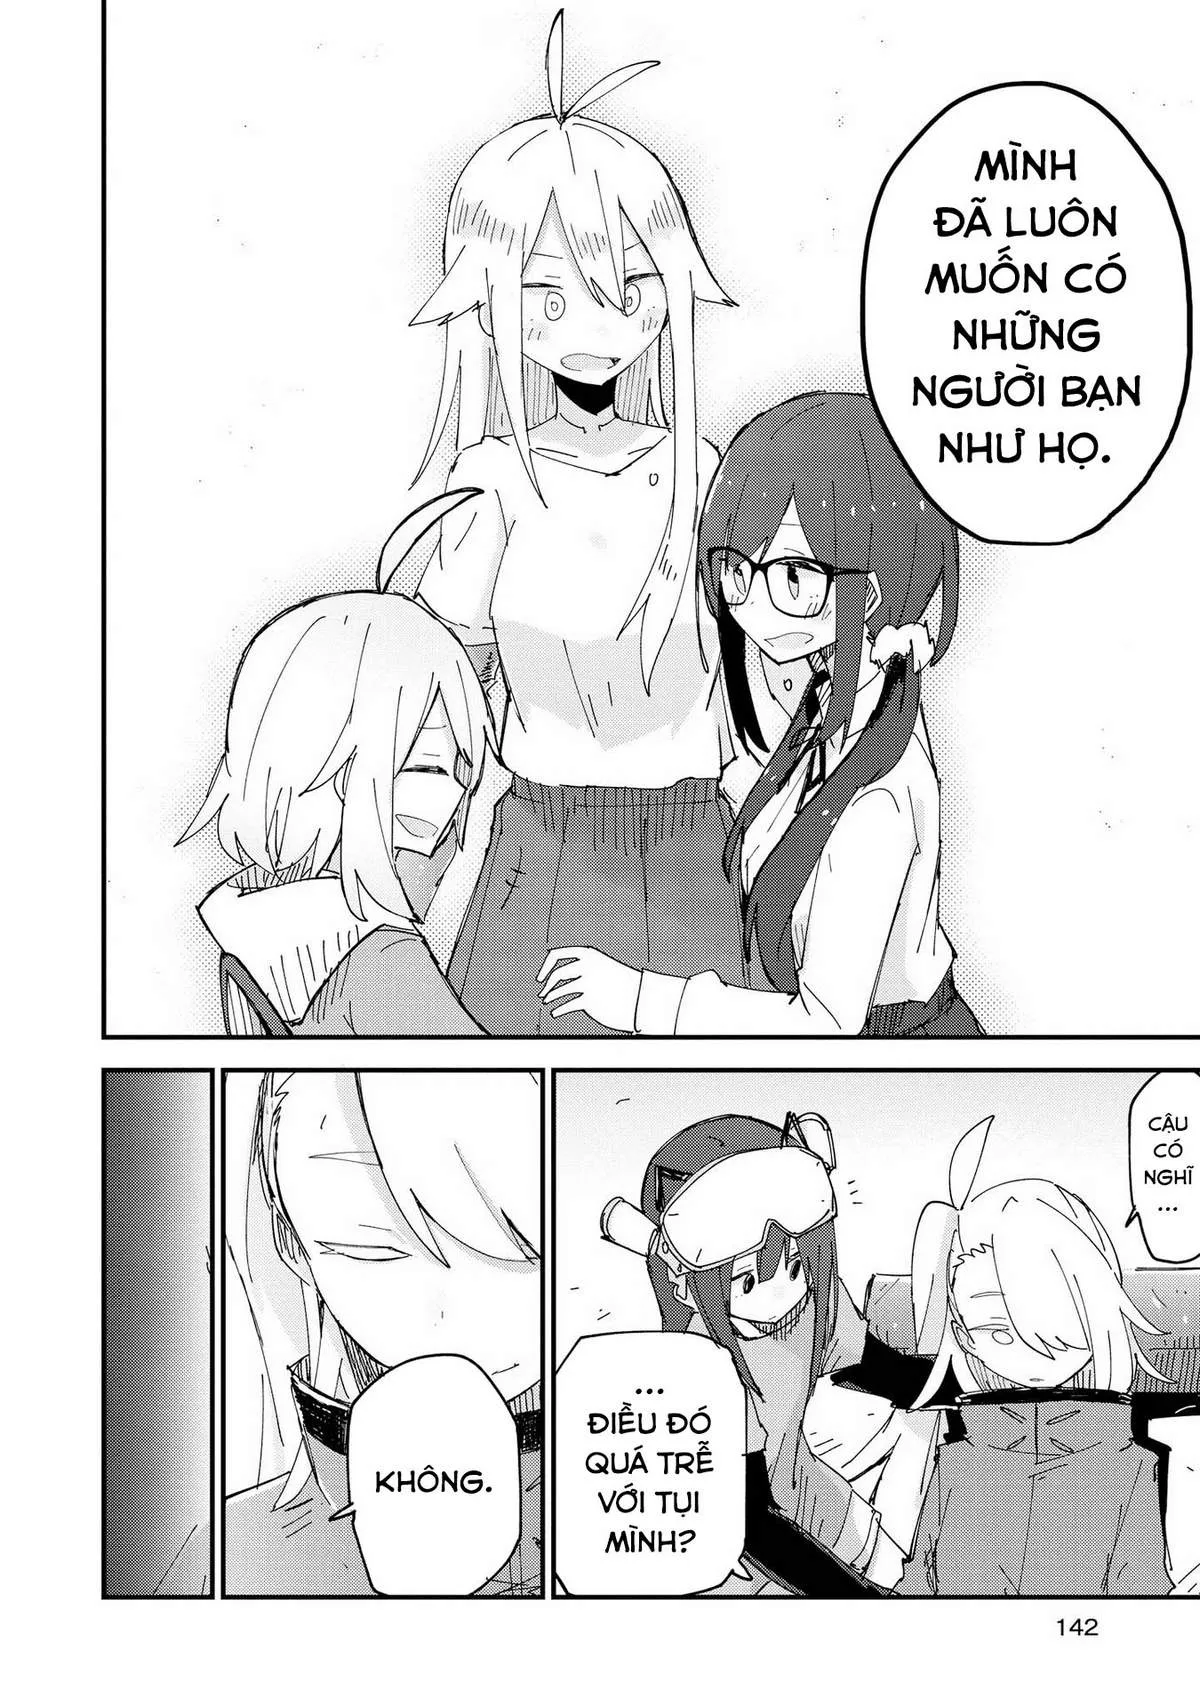 MÌNH
ĐÃ LUÔN
MUỐN CÓ
NHỮNG
NGƯỜI BẠN
NHƯ HỌ.
CẬU
CÓ
NGHĨ
...
...
ĐIỀU ĐÓ
QUÁ TRỄ
VỚI TỤI
MÌNH?
KHÔNG.
142